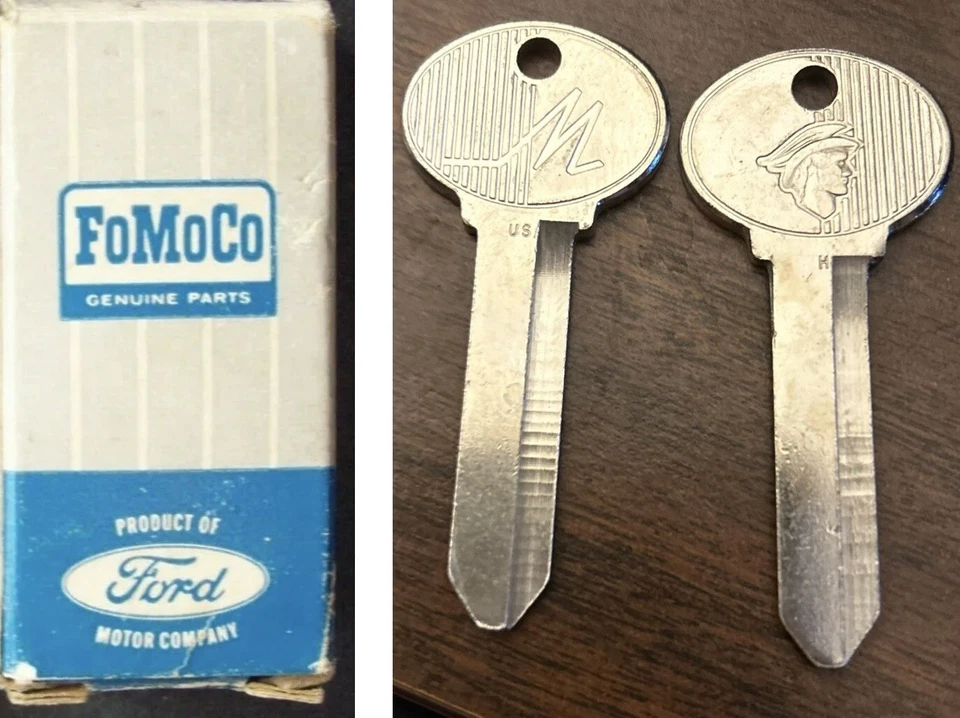 FoMoCo
GENUINE PARTS
PRODUCT OF
Ford
MOTOR COMPANY
M
US
H